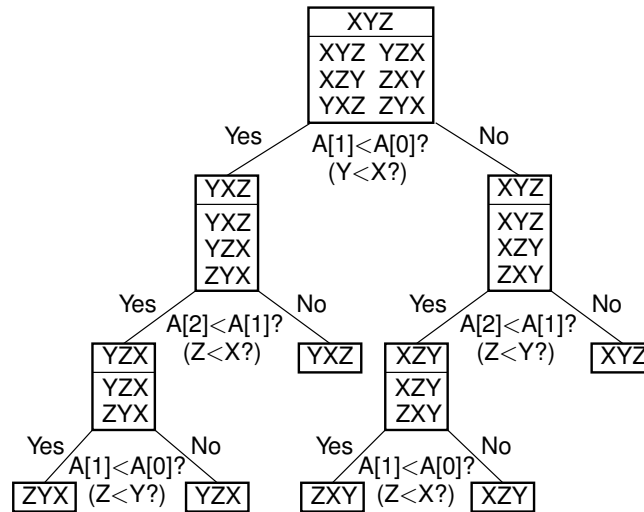 XYZ
XYZ YZX
XZY ZXY
YXZ ZYX
Yes A[1]<A[0]? No
(Y<X?)
YXZ XYZ
YXZ XYZ
YZX XZY
ZYX ZXY
Yes A[2]<A[1]? No Yes A[2]<A[1]? No
(Z<X?) (Z<Y?)
YZX YXZ XZY XYZ
YZX XZY
ZYX ZXY
Yes A[1]<A[0]? No Yes A[1]<A[0]? No
ZYX (Z<Y?) YZX ZXY (Z<X?) XZY